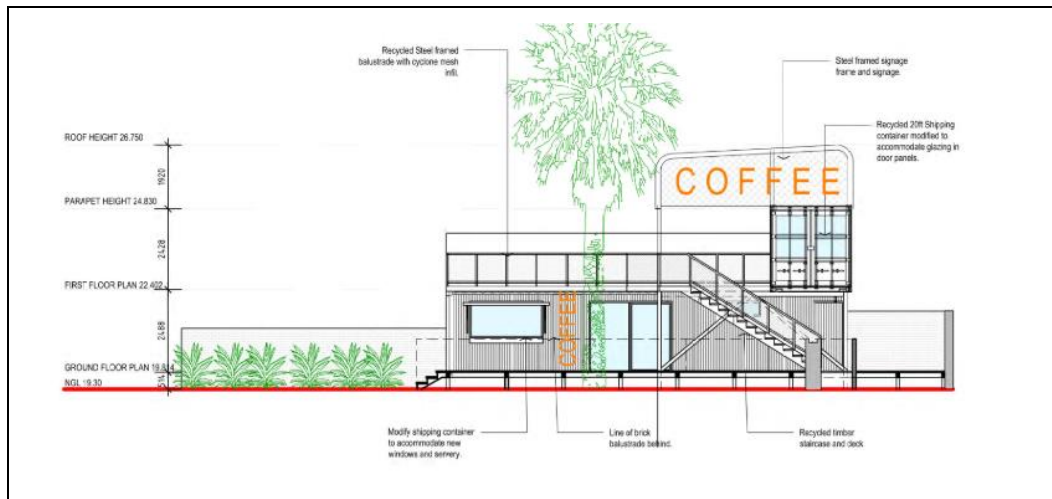 Recycled Steel framed
balustrade with cyclone mesh
infill.
Steel framed signage
frame and signage.
Recycled 20ft Shipping
container modified to
accommodate glazing in
door panels.
ROOF HEIGHT 26.750
1920
PARAPET HEIGHT 24.830
2428
FIRST FLOOR PLAN 22.402
2488
GROUND FLOOR PLAN 19.814
514
NGL 19.30
COFFEE
COFFEE
Modify shipping container
to accommodate new
windows and servery.
Line of brick
balustrade behind.
Recycled timber
staircase and deck